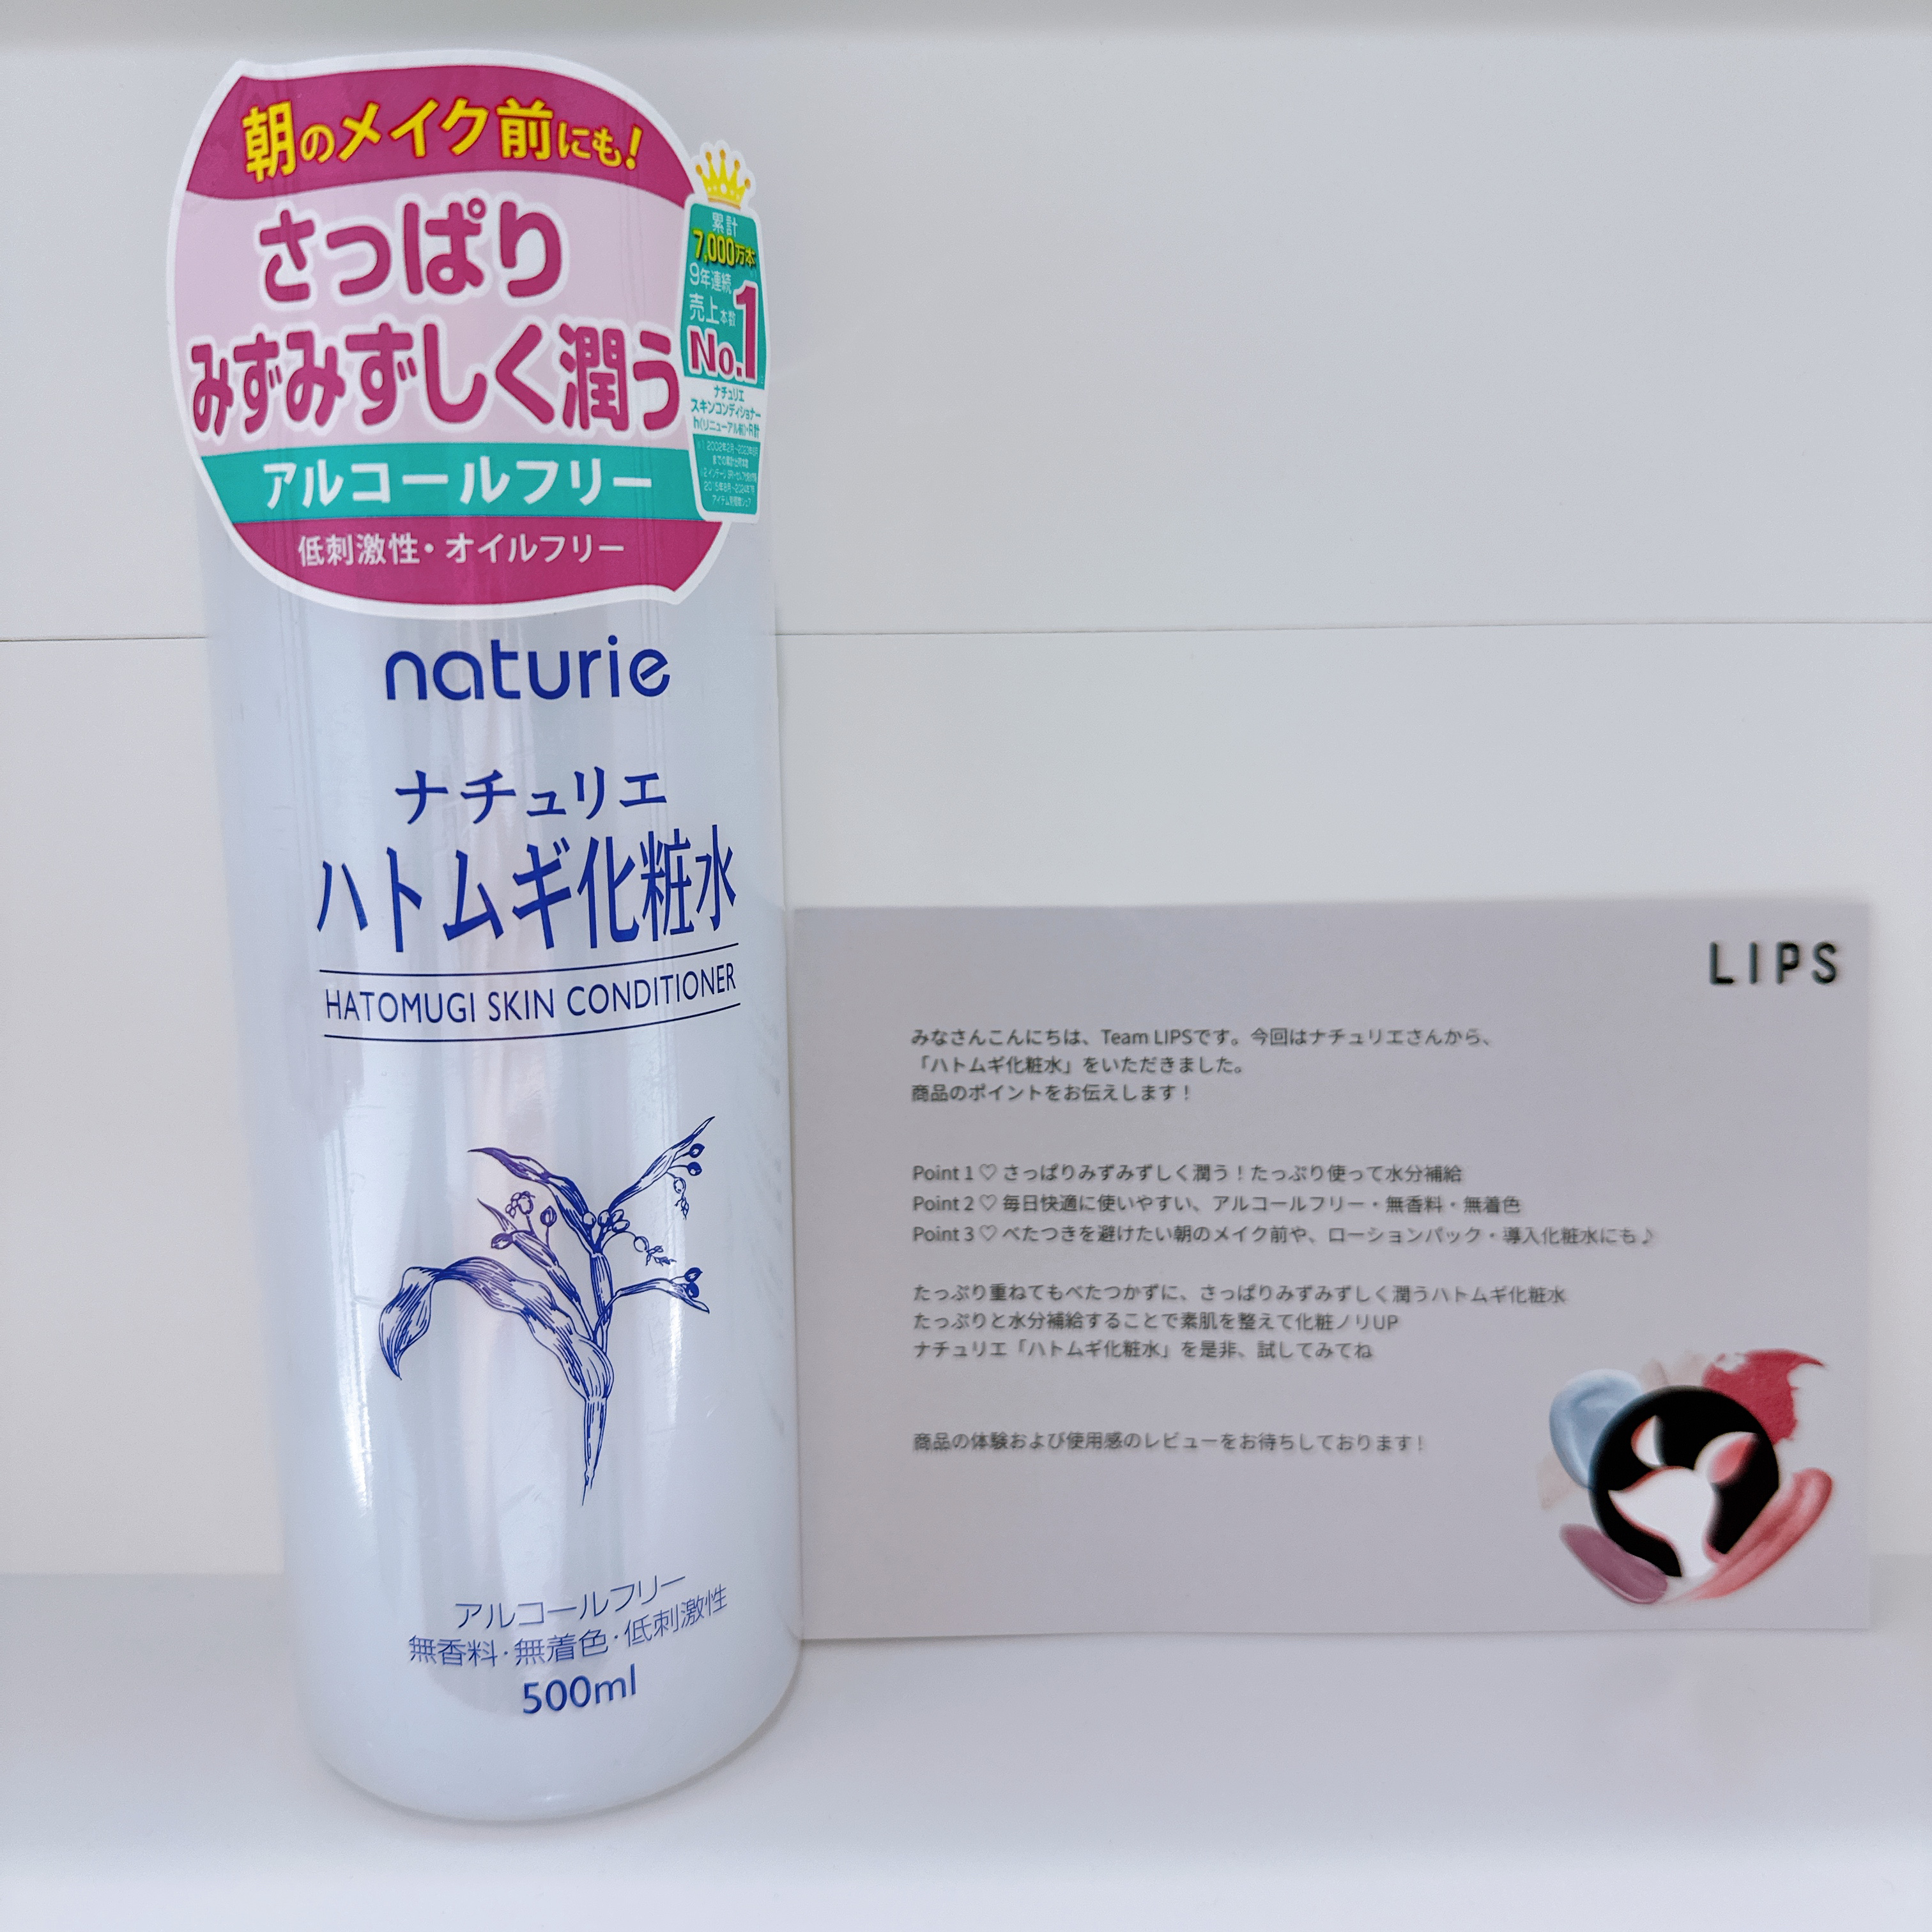 朝のメイク前にも!
さっぱり
みずみずしく潤う
アルコールフリー
低刺激性・オイルフリー
累計
7,000万本
9年連続
売上本数
No.1
ナチュリエ
スキンコンディショナー
naturie
ナチュリエ
ハトムギ化粧水
HATOMUGI SKIN CONDITIONER
アルコールフリー
無香料・無着色・低刺激性
500ml
LIPS
みなさんこんにちは、Team LIPSです。今回はナチュリエさんから、
「ハトムギ化粧水」をいただきました。
商品のポイントをお伝えします!
Point 1 ♡ さっぱりみずみずしく潤う!たっぷり使って水分補給
Point 2 ♡ 毎日快適に使いやすい、アルコールフリー・無香料・無着色
Point 3 ♡ べたつきを避けたい朝のメイク前や、ローションパック・導入化粧水にも♪
たっぷり重ねてもべたつかずに、さっぱりみずみずしく潤うハトムギ化粧水
たっぷりと水分補給することで素肌を整えて化粧ノリUP
ナチュリエ「ハトムギ化粧水」を是非、試してみてね
商品の体験および使用感のレビューをお待ちしております!